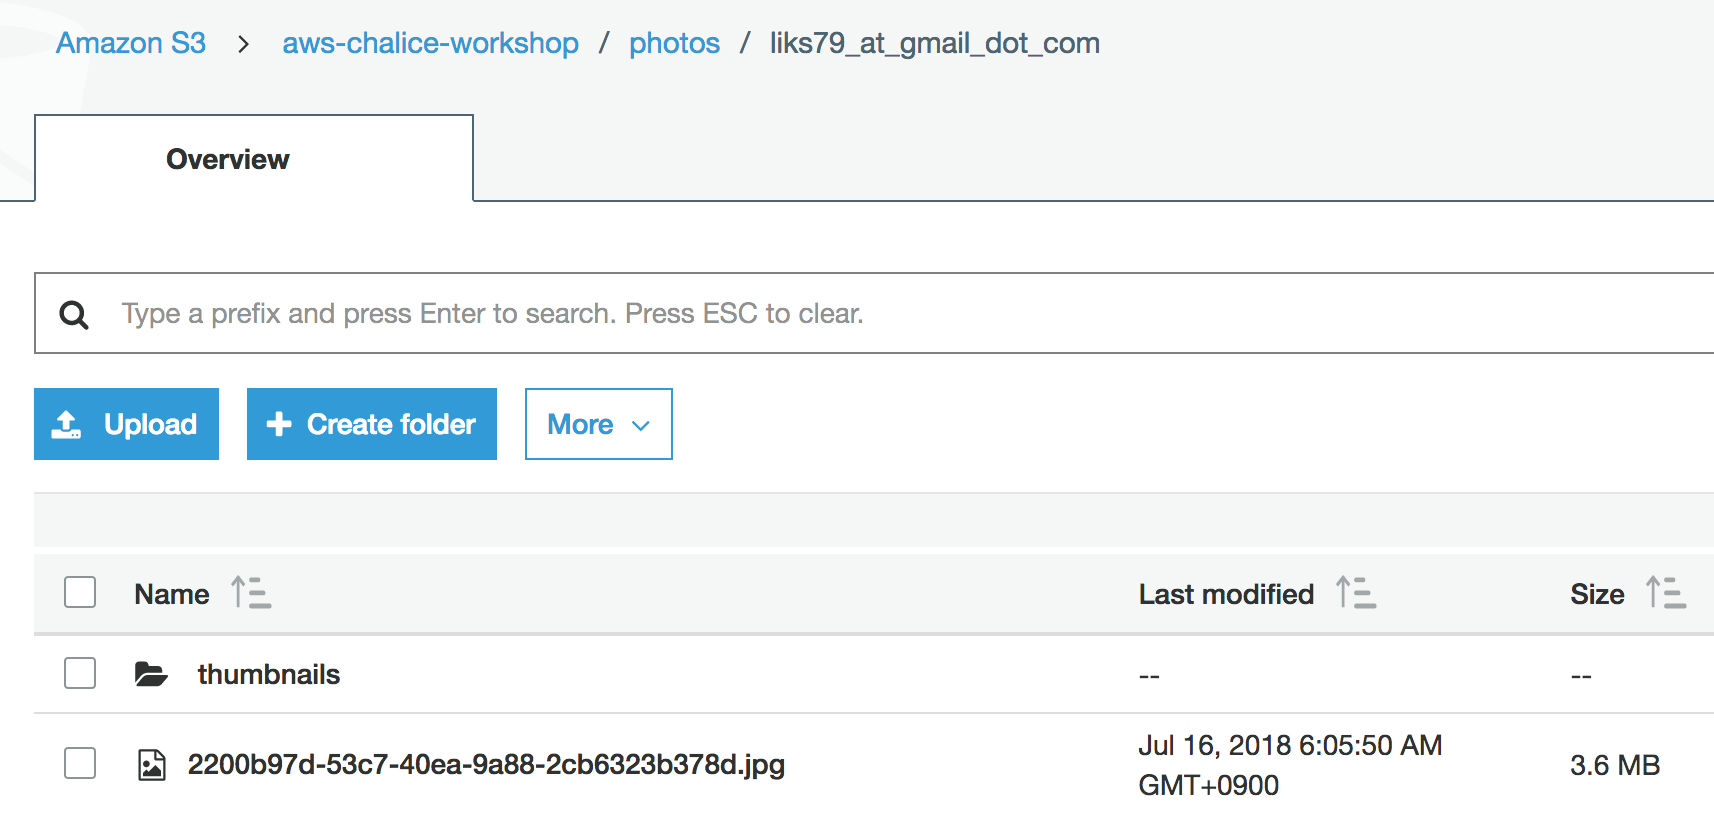 Amazon S3 > aws-chalice-workshop / photos / liks79_at_gmail_dot_com
Overview
Type a prefix and press Enter to search. Press ESC to clear.
Upload Create folder More
Name Last modified Size
thumbnails -- --
2200b97d-53c7-40ea-9a88-2cb6323b378d.jpg Jul 16, 2018 6:05:50 AM 3.6 MB
GMT+0900